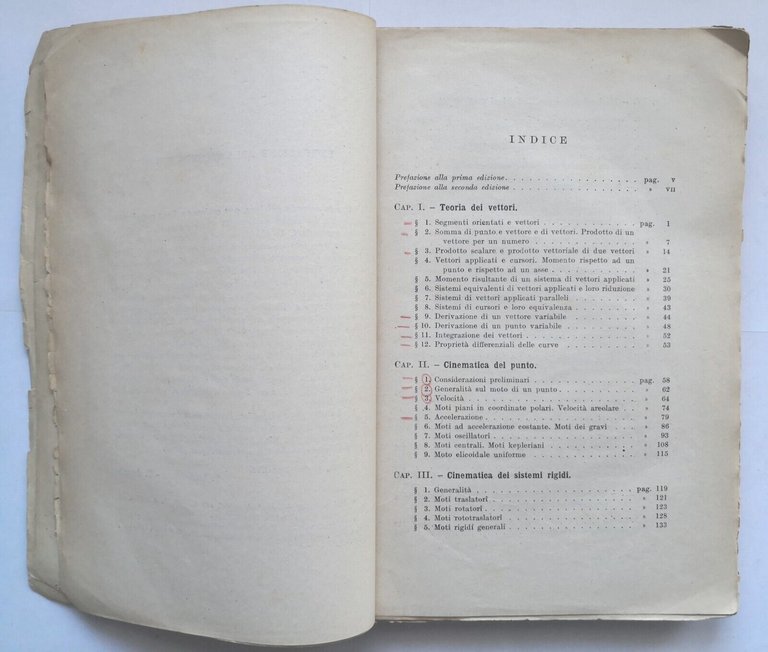 INDICE
Prefazione alla prima edizione . . . . . . . . . . . . . . . . . pag. V
Prefazione alla seconda edizione . . . . . . . . . . . . . . . . » VII
CAP. I. – Teoria dei vettori.
§ 1. Segmenti orientati e vettori . . . . . . . . . . . . pag. 1
§ 2. Somma di punto e vettore e di vettori. Prodotto di un
vettore per un numero . . . . . . . . . . . . . » 7
§ 3. Prodotto scalare e prodotto vettoriale di due vettori » 14
§ 4. Vettori applicati e cursori. Momento rispetto ad un
punto e rispetto ad un asse . . . . . . . . . . . » 21
§ 5. Momento risultante di un sistema di vettori applicati » 25
§ 6. Sistemi equivalenti di vettori applicati e loro riduzione » 30
§ 7. Sistemi di vettori applicati paralleli . . . . . . . . » 39
§ 8. Sistemi di cursori e loro equivalenza . . . . . . . . » 43
§ 9. Derivazione di un vettore variabile . . . . . . . . » 44
§ 10. Derivazione di un punto variabile . . . . . . . . . » 48
§ 11. Integrazione dei vettori . . . . . . . . . . . . . . » 52
§ 12. Proprietà differenziali delle curve . . . . . . . . . » 53
CAP. II. – Cinematica del punto.
§ 1. Considerazioni preliminari . . . . . . . . . . . . . pag. 58
§ 2. Generalità sul moto di un punto . . . . . . . . . . » 62
§ 3. Velocità . . . . . . . . . . . . . . . . . . . . . » 64
§ 4. Moti piani in coordinate polari. Velocità areolare . . » 74
§ 5. Accelerazione . . . . . . . . . . . . . . . . . . . » 79
§ 6. Moti ad accelerazione costante. Moti dei gravi . . . » 86
§ 7. Moti oscillatori . . . . . . . . . . . . . . . . . . » 93
§ 8. Moti centrali. Moti kepleriani . . . . . . . . . . . » 108
§ 9. Moto elicoidale uniforme . . . . . . . . . . . . . . » 115
CAP. III. – Cinematica dei sistemi rigidi.
§ 1. Generalità . . . . . . . . . . . . . . . . . . . . pag. 119
§ 2. Moti traslatorî . . . . . . . . . . . . . . . . . . » 121
§ 3. Moti rotatorî . . . . . . . . . . . . . . . . . . . » 123
§ 4. Moti rototraslatorî . . . . . . . . . . . . . . . . » 128
§ 5. Moti rigidi generali . . . . . . . . . . . . . . . . » 133